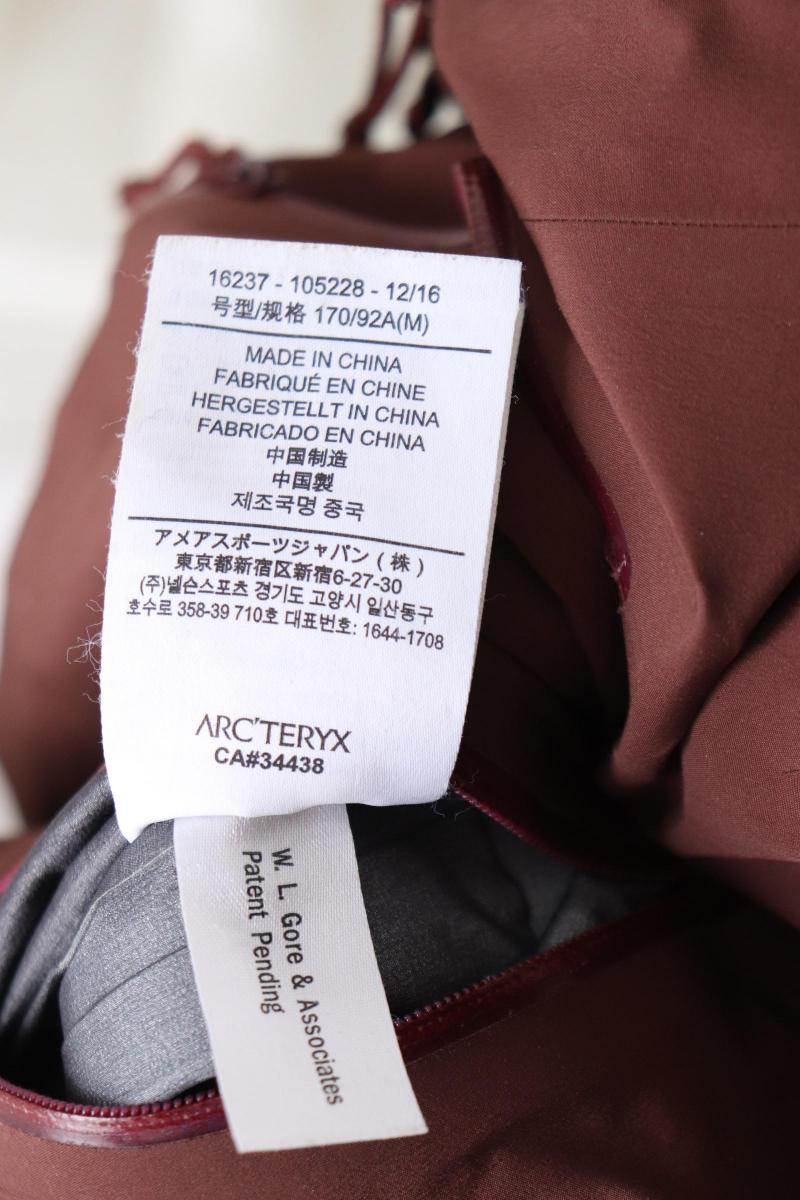 16237 - 105228 - 12/16
号型/规格 170/92A(M)
MADE IN CHINA
FABRIQUÉ EN CHINE
HERGESTELLT IN CHINA
FABRICADO EN CHINA
中国制造
中国製
제조국명 중국
アメアスポーツジャパン ( 株 )
東京都新宿区新宿6-27-30
(주)넬슨스포츠 경기도 고양시 일산동구
호수로 358-39 710호 대표번호: 1644-1708
ARC'TERYX
CA#34438
W. L. Gore & Associates
Patent Pending